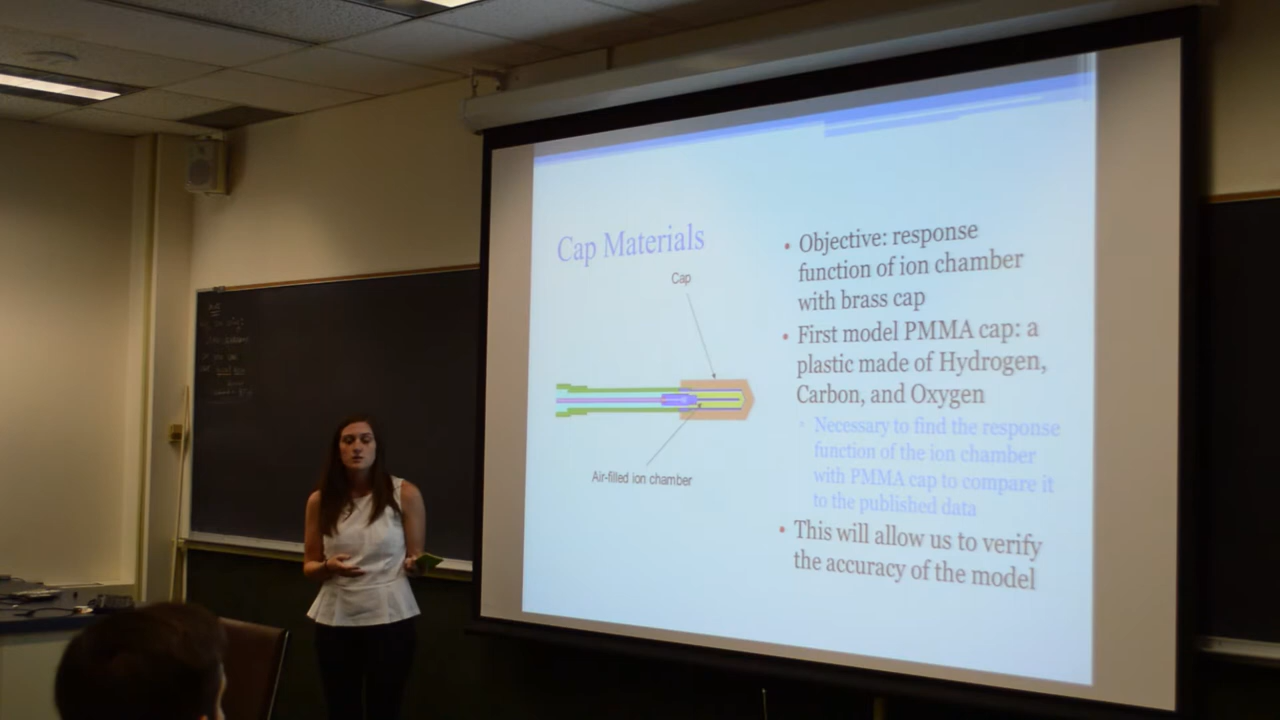 Cap Materials
Cap
Air-filled ion chamber
• Objective: response
function of ion chamber
with brass cap
• First model PMMA cap: a
plastic made of Hydrogen,
Carbon, and Oxygen
▫ Necessary to find the response
function of the ion chamber
with PMMA cap to compare it
to the published data
• This will allow us to verify
the accuracy of the model